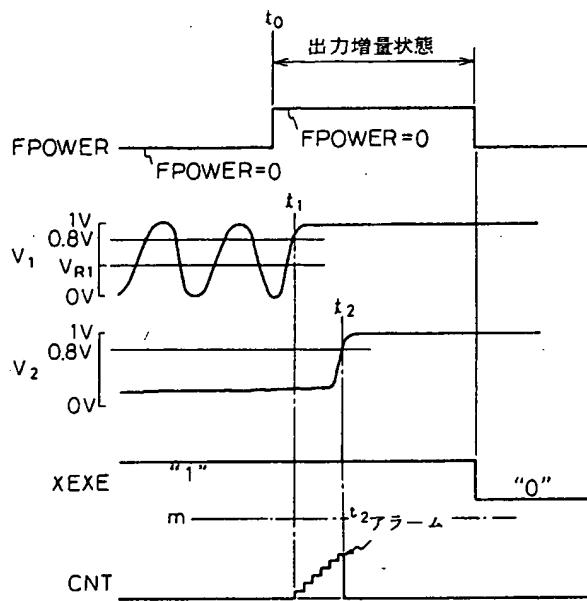 t0
出力増量状態
FPOWER
FPOWER=0
FPOWER=0
t1
1V
0.8V
V1
VR1
0V
t2
1V
0.8V
V2
0V
XEXE
"1"
"0"
m
t2アラーム
CNT